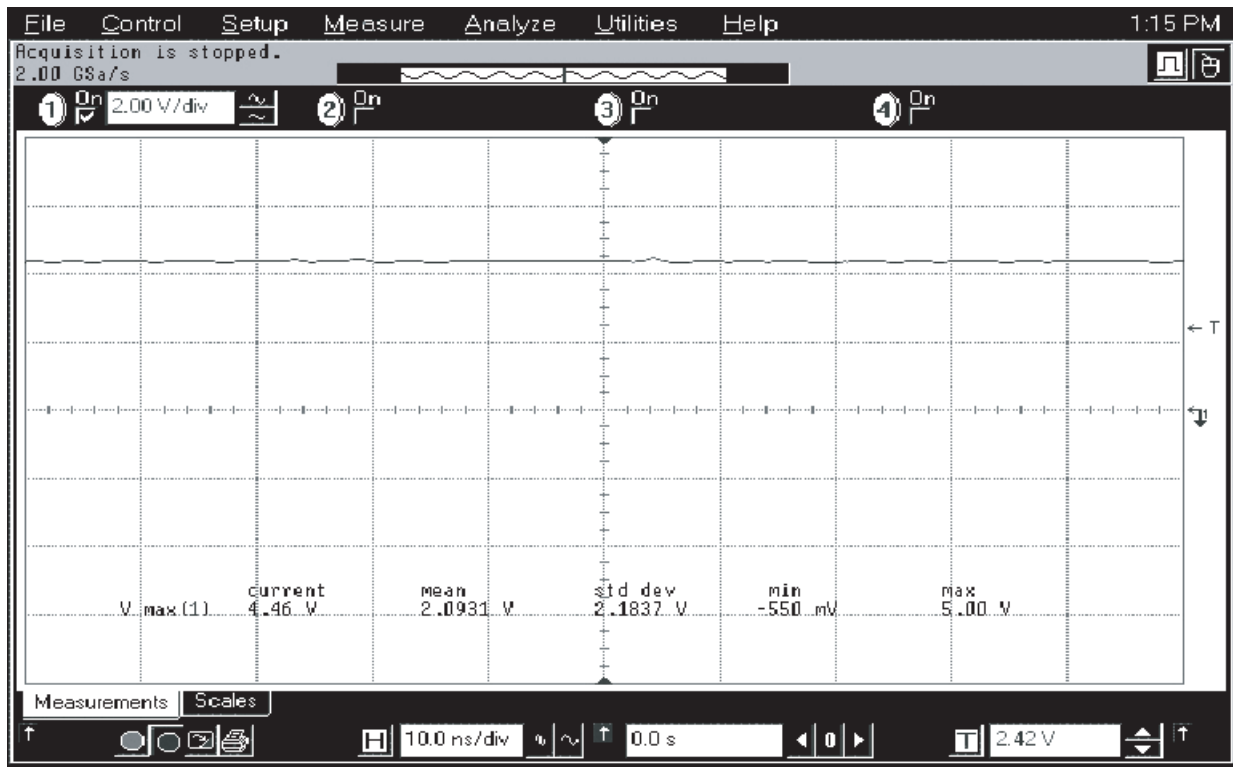 File Control Setup Measure Analyze Utilities Help 1:15 PM
Acquisition is stopped.
2.00 GSa/s
1 On 2.00 V/div 2 On 3 On 4 On
← T
current mean std dev min max
V max(1) 4.46 V 2.0931 V 2.1837 V -550 mV 5.00 V
Measurements Scales
H 10.0 ns/div 0.0 s 0 T 2.42 V